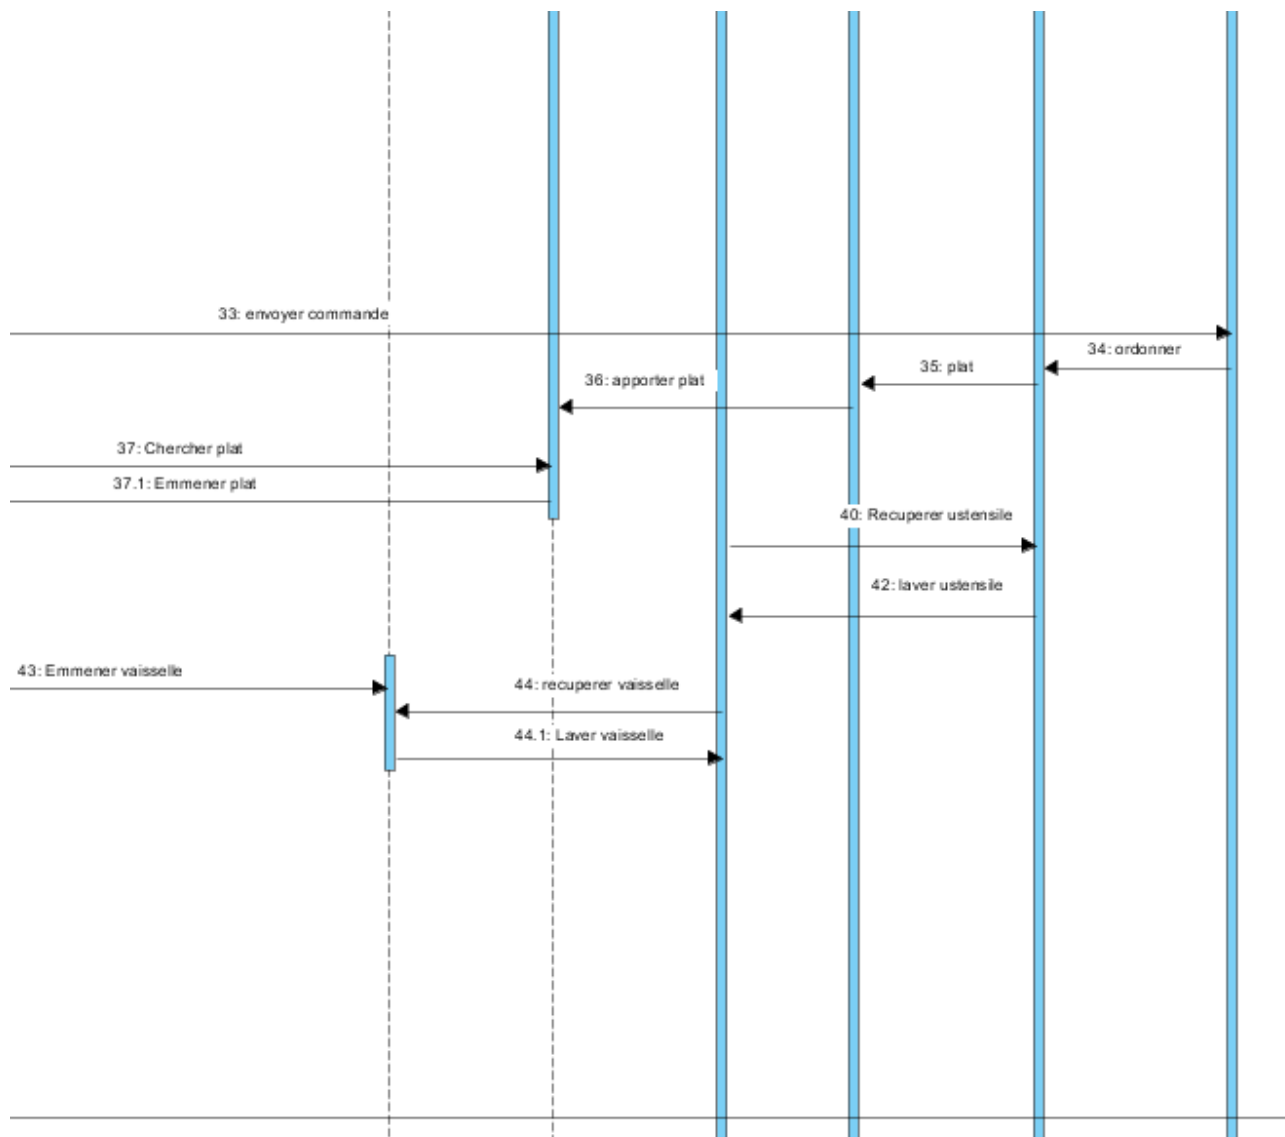 33: envoyer commande
34: ordonner
35: plat
36: apporter plat
37: Chercher plat
37.1: Emmener plat
40: Recuperer ustensile
42: laver ustensile
43: Emmener vaisselle
44: recuperer vaisselle
44.1: Laver vaisselle